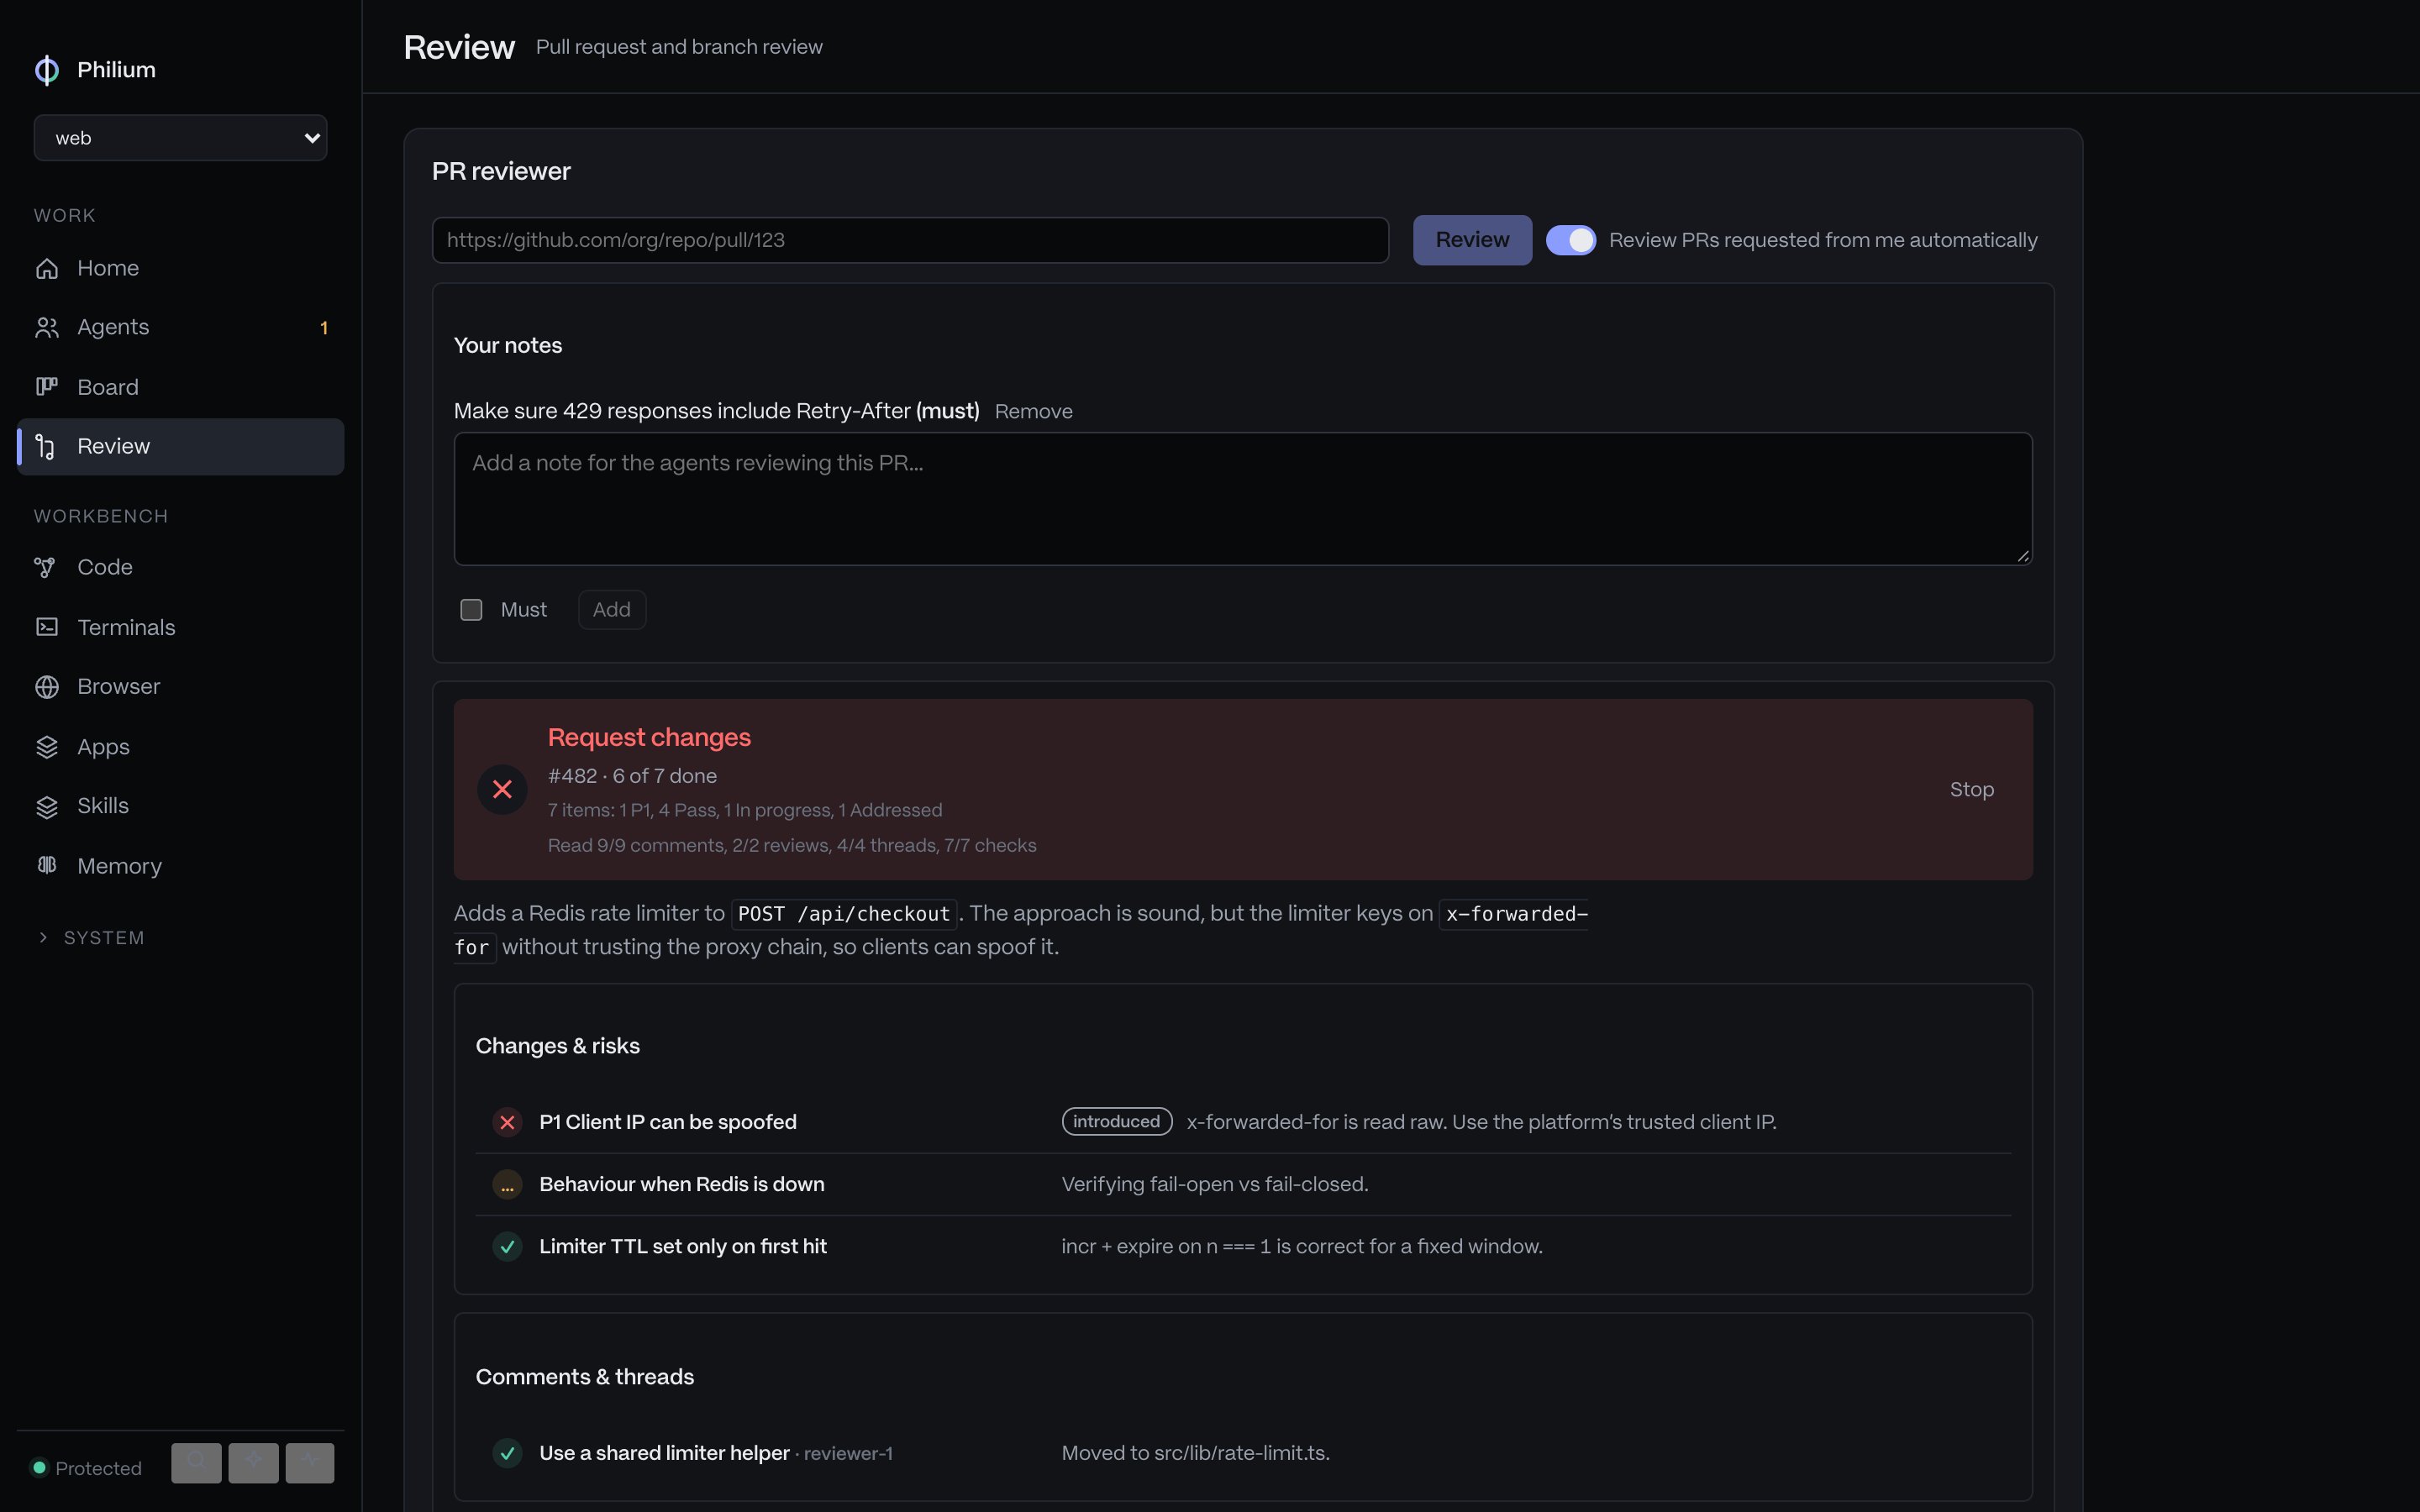 Philium
web
WORK
Home
Agents 1
Board
Review
WORKBENCH
Code
Terminals
Browser
Apps
Skills
Memory
SYSTEM
Protected
Review Pull request and branch review
PR reviewer
https://github.com/org/repo/pull/123 Review Review PRs requested from me automatically
Your notes
Make sure 429 responses include Retry-After (must) Remove
Add a note for the agents reviewing this PR...
Must Add
Request changes
#482 · 6 of 7 done
7 items: 1 P1, 4 Pass, 1 In progress, 1 Addressed
Read 9/9 comments, 2/2 reviews, 4/4 threads, 7/7 checks
Stop
Adds a Redis rate limiter to POST /api/checkout. The approach is sound, but the limiter keys on x-forwarded-
for without trusting the proxy chain, so clients can spoof it.
Changes & risks
P1 Client IP can be spoofed introduced x-forwarded-for is read raw. Use the platform's trusted client IP.
... Behaviour when Redis is down Verifying fail-open vs fail-closed.
Limiter TTL set only on first hit incr + expire on n === 1 is correct for a fixed window.
Comments & threads
Use a shared limiter helper · reviewer-1 Moved to src/lib/rate-limit.ts.